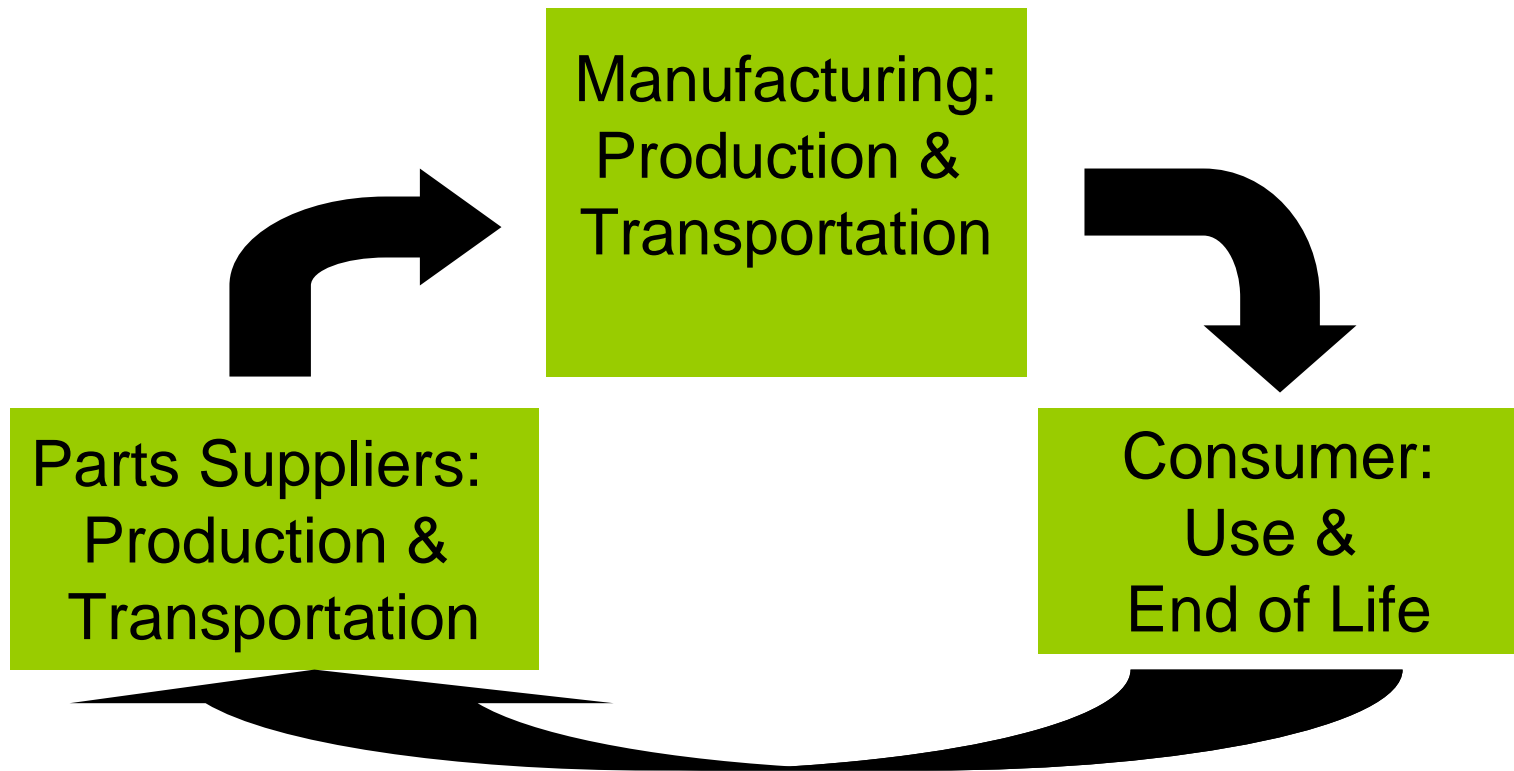 Manufacturing:
Production &
Transportation
Parts Suppliers:
Production &
Transportation
Consumer:
Use &
End of Life